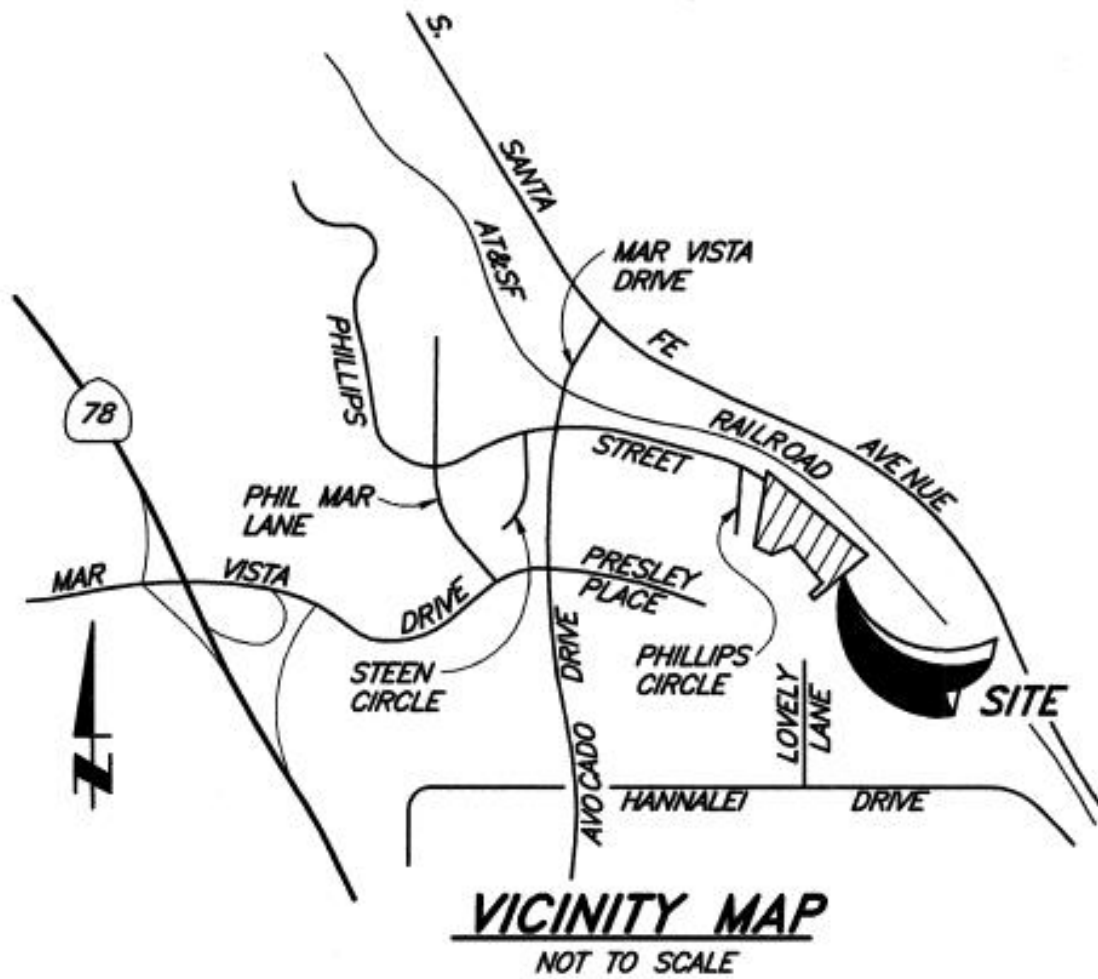 S.
SANTA
FE
AVENUE
AT&SF
RAILROAD
MAR VISTA
DRIVE
PHILLIPS
STREET
78
PHIL MAR
LANE
MAR
VISTA
DRIVE
PRESLEY
PLACE
STEEN
CIRCLE
PHILLIPS
CIRCLE
AVOCADO
DRIVE
LOVELY
LANE
SITE
HANNALEI
DRIVE
N
VICINITY MAP
NOT TO SCALE